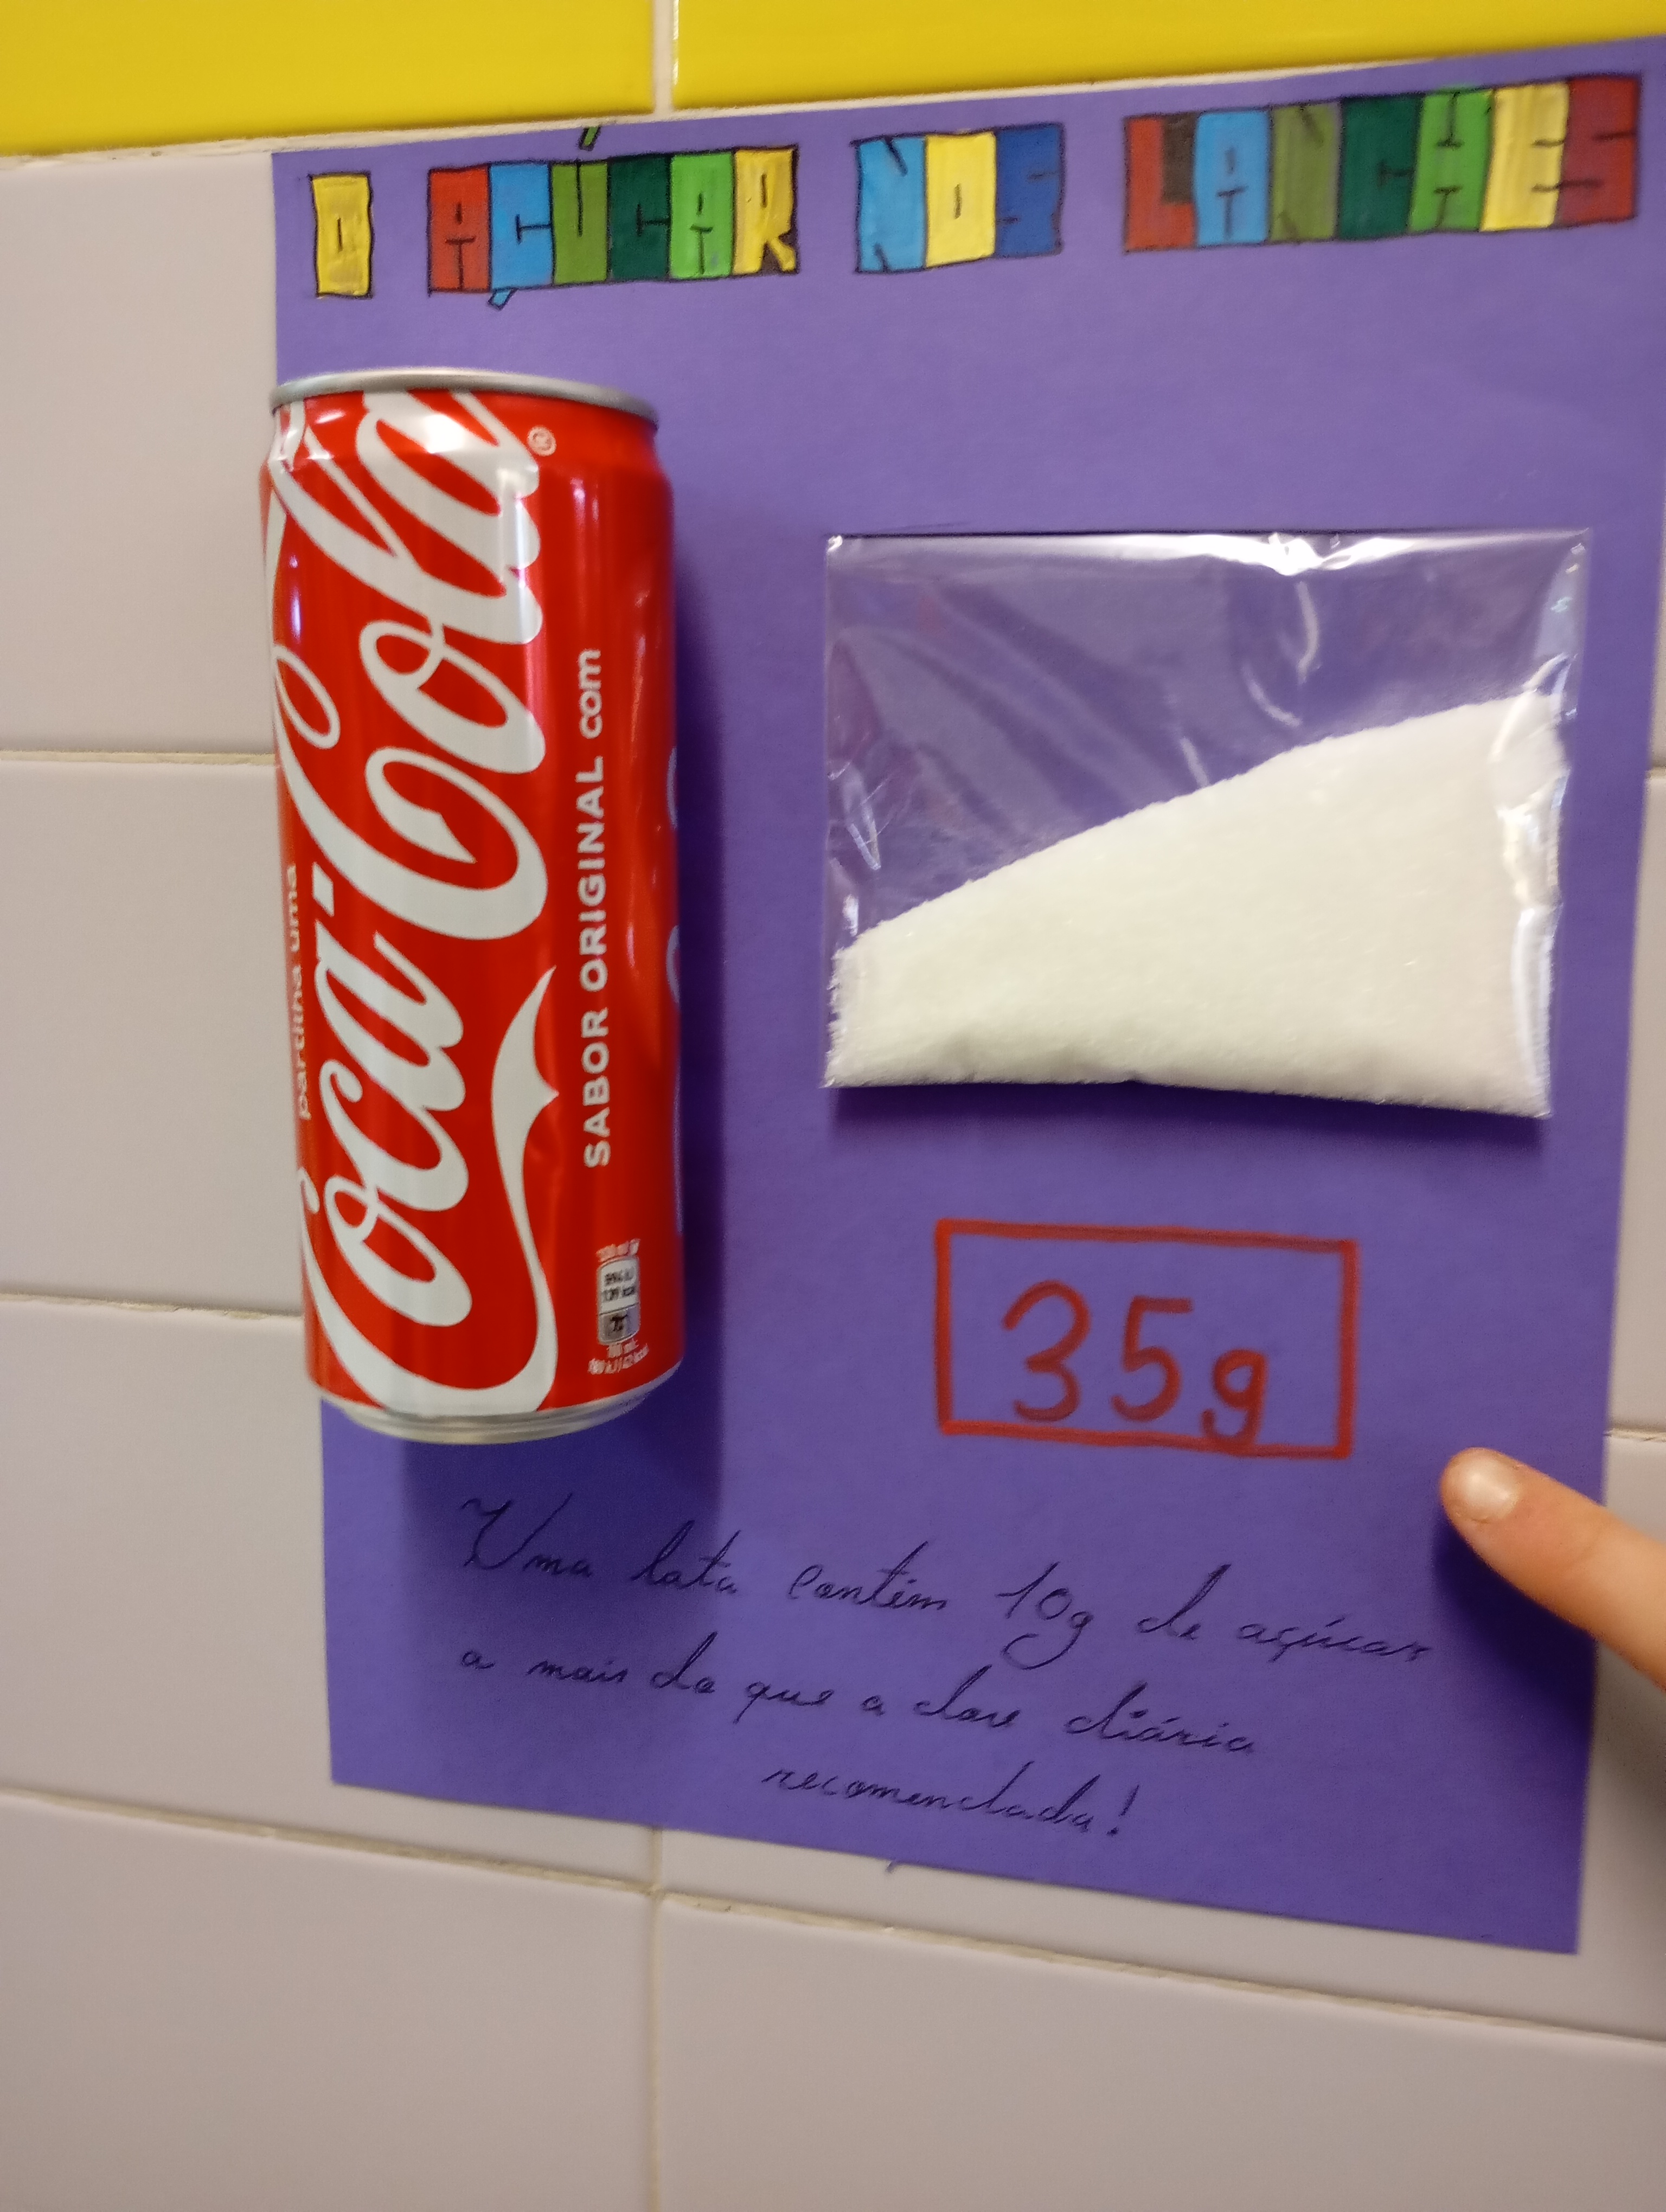 O AÇÚCAR NOS LANCHES
partilha uma
Coca-Cola®
SABOR ORIGINAL com
35g
Uma lata contém 10g de açúcar
a mais do que a dose diária
recomendada!